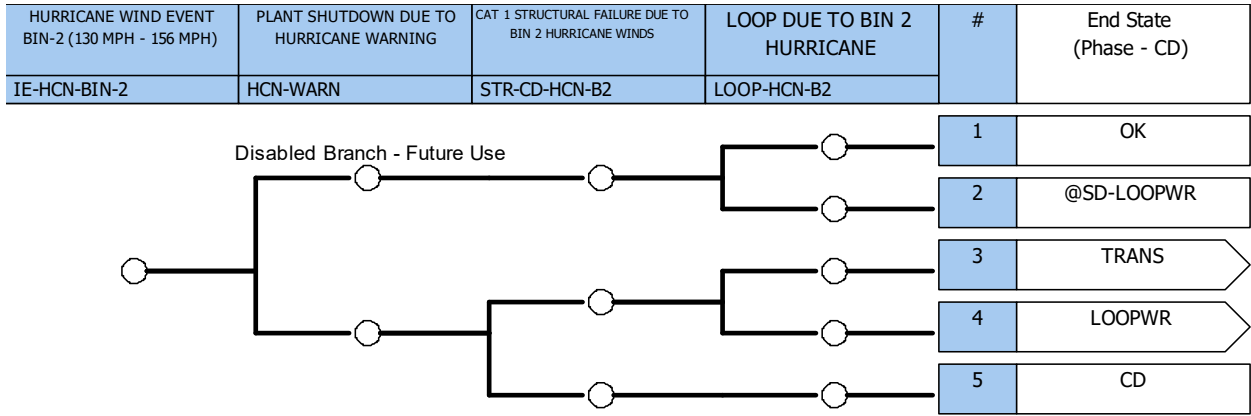 HURRICANE WIND EVENT
BIN-2 (130 MPH - 156 MPH)
PLANT SHUTDOWN DUE TO
HURRICANE WARNING
CAT 1 STRUCTURAL FAILURE DUE TO
BIN 2 HURRICANE WINDS
LOOP DUE TO BIN 2
HURRICANE
#
End State
(Phase - CD)
IE-HCN-BIN-2
HCN-WARN
STR-CD-HCN-B2
LOOP-HCN-B2
Disabled Branch - Future Use
1
OK
2
@SD-LOOPWR
3
TRANS
4
LOOPWR
5
CD